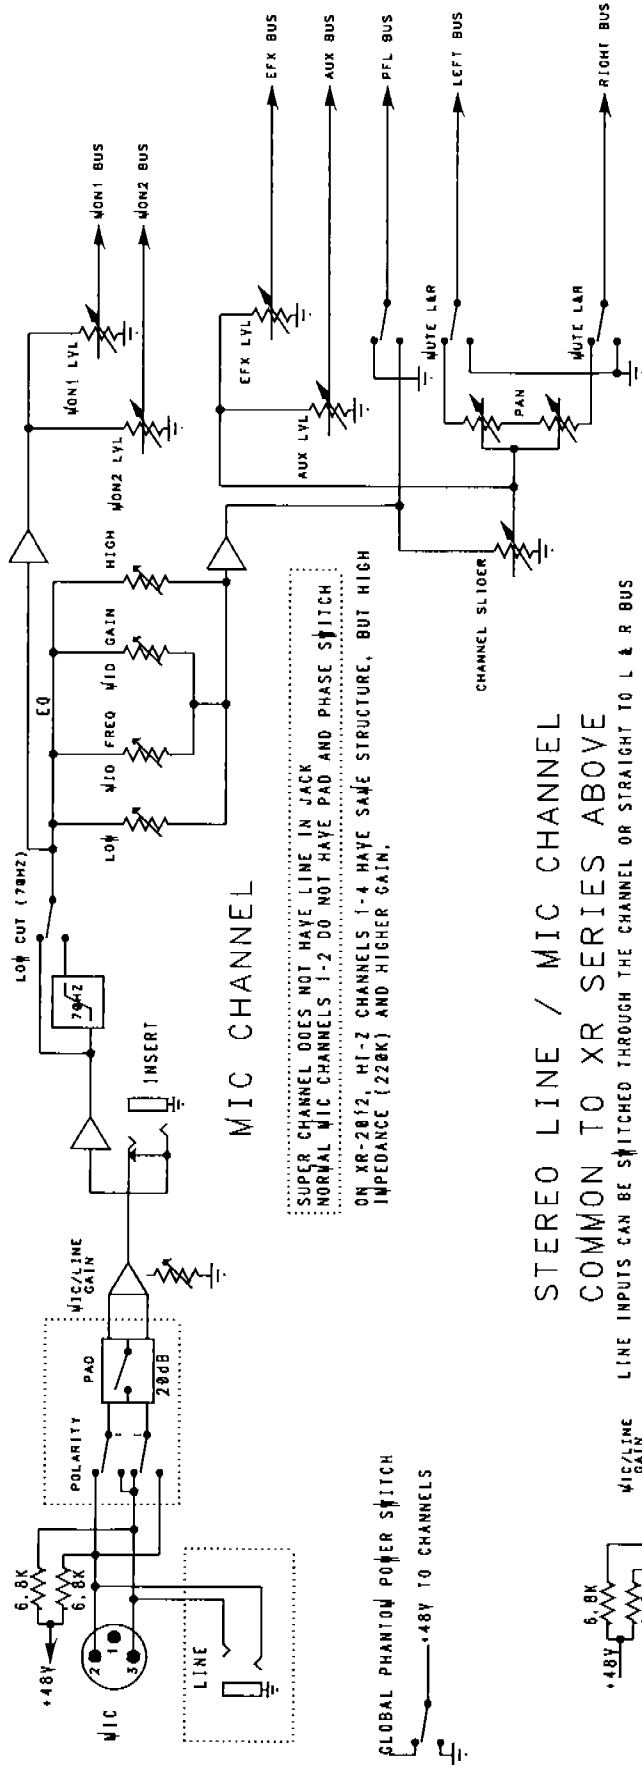 +48V
6.8K
6.8K
MIC
2
1
3
LINE
POLARITY
PAD
20dB
MIC/LINE
GAIN
INSERT
70HZ
LOW CUT (70HZ)
EQ
LOW
MID FREQ
MID GAIN
HIGH
MON1 LVL
MON2 LVL
MON1 BUS
MON2 BUS
EFX LVL
AUX LVL
EFX BUS
AUX BUS
PFL BUS
LEFT BUS
RIGHT BUS
MUTE L&R
MUTE L&R
PAN
CHANNEL SLIDER
MIC CHANNEL
SUPER CHANNEL DOES NOT HAVE LINE IN JACK
NORMAL MIC CHANNELS 1-2 DO NOT HAVE PAD AND PHASE SWITCH
ON XR-2012, HI-Z CHANNELS 1-4 HAVE SAME STRUCTURE, BUT HIGH
IMPEDANCE (220K) AND HIGHER GAIN.
GLOBAL PHANTOM POWER SWITCH
+48V TO CHANNELS
STEREO LINE / MIC CHANNEL
COMMON TO XR SERIES ABOVE
LINE INPUTS CAN BE SWITCHED THROUGH THE CHANNEL OR STRAIGHT TO L & R BUS
MIC/LINE
GAIN
6.8K
+48V